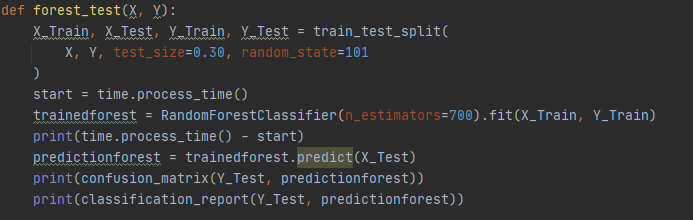 def forest_test(X, Y):
    X_Train, X_Test, Y_Train, Y_Test = train_test_split(
        X, Y, test_size=0.30, random_state=101
    )
    start = time.process_time()
    trainedforest = RandomForestClassifier(n_estimators=700).fit(X_Train, Y_Train)
    print(time.process_time() - start)
    predictionforest = trainedforest.predict(X_Test)
    print(confusion_matrix(Y_Test, predictionforest))
    print(classification_report(Y_Test, predictionforest))